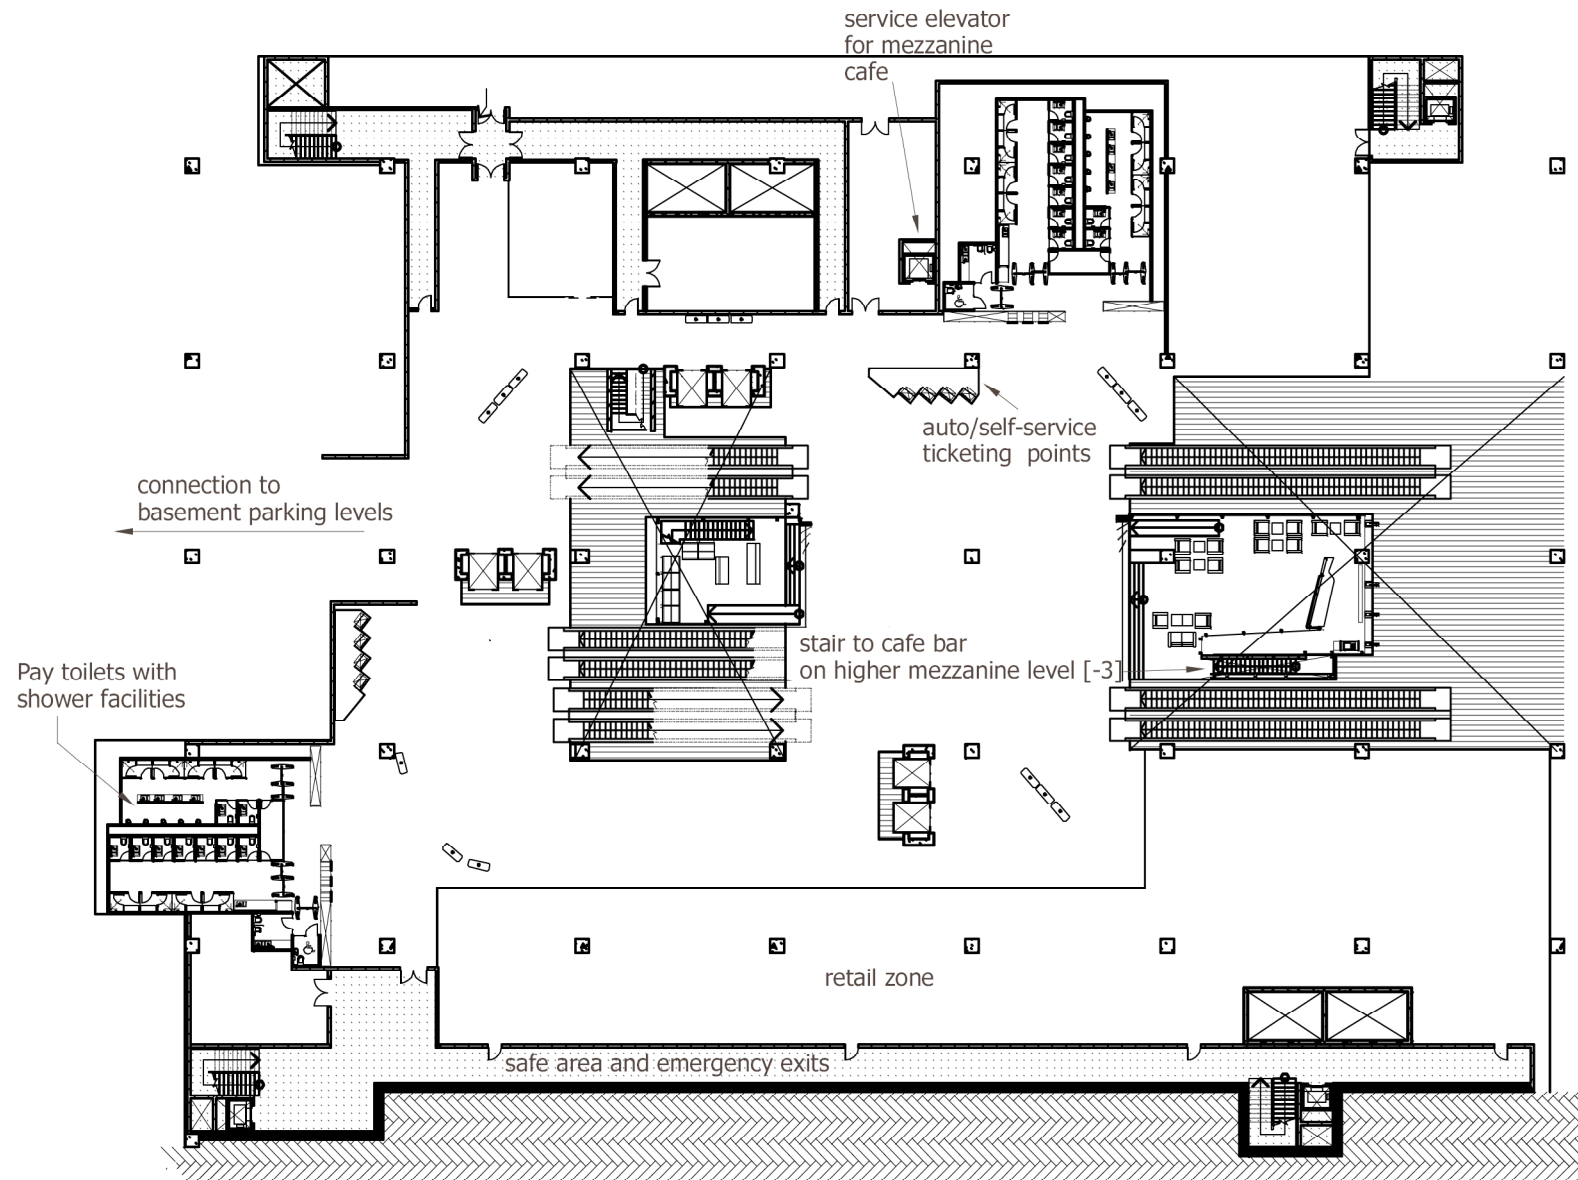 service elevator
for mezzanine
cafe
auto/self-service
ticketing points
connection to
basement parking levels
stair to cafe bar
on higher mezzanine level [-3]
Pay toilets with
shower facilities
retail zone
safe area and emergency exits